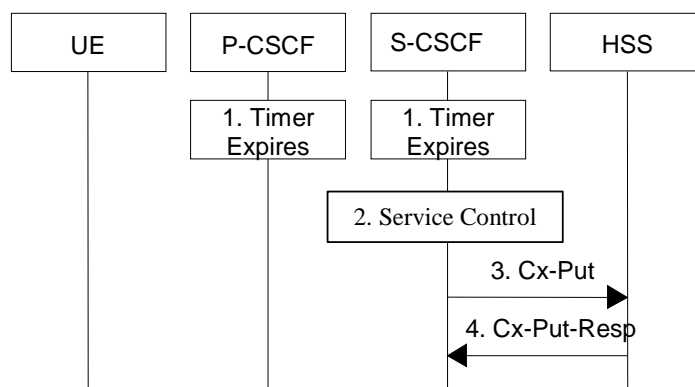 UE
P-CSCF
S-CSCF
HSS
1. Timer
Expires
1. Timer
Expires
2. Service Control
3. Cx-Put
4. Cx-Put-Resp